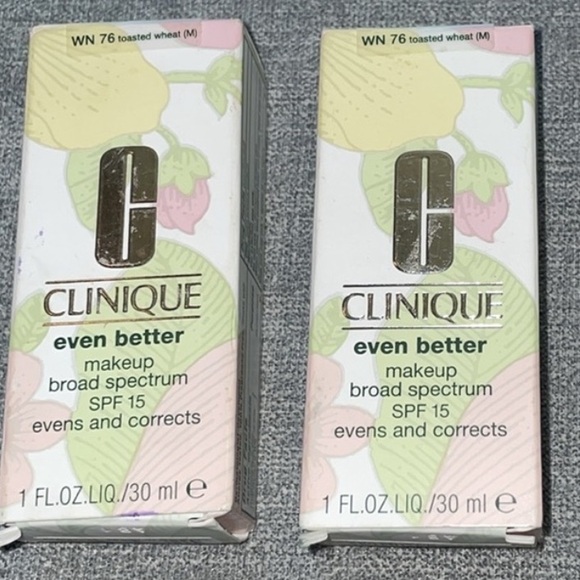 WN 76 toasted wheat (M)
CLINIQUE
even better
makeup
broad spectrum
SPF 15
evens and corrects
1 FL.OZ.LIQ./30 ml ℮
WN 76 toasted wheat (M)
CLINIQUE
even better
makeup
broad spectrum
SPF 15
evens and corrects
1 FL.OZ.LIQ./30 ml ℮